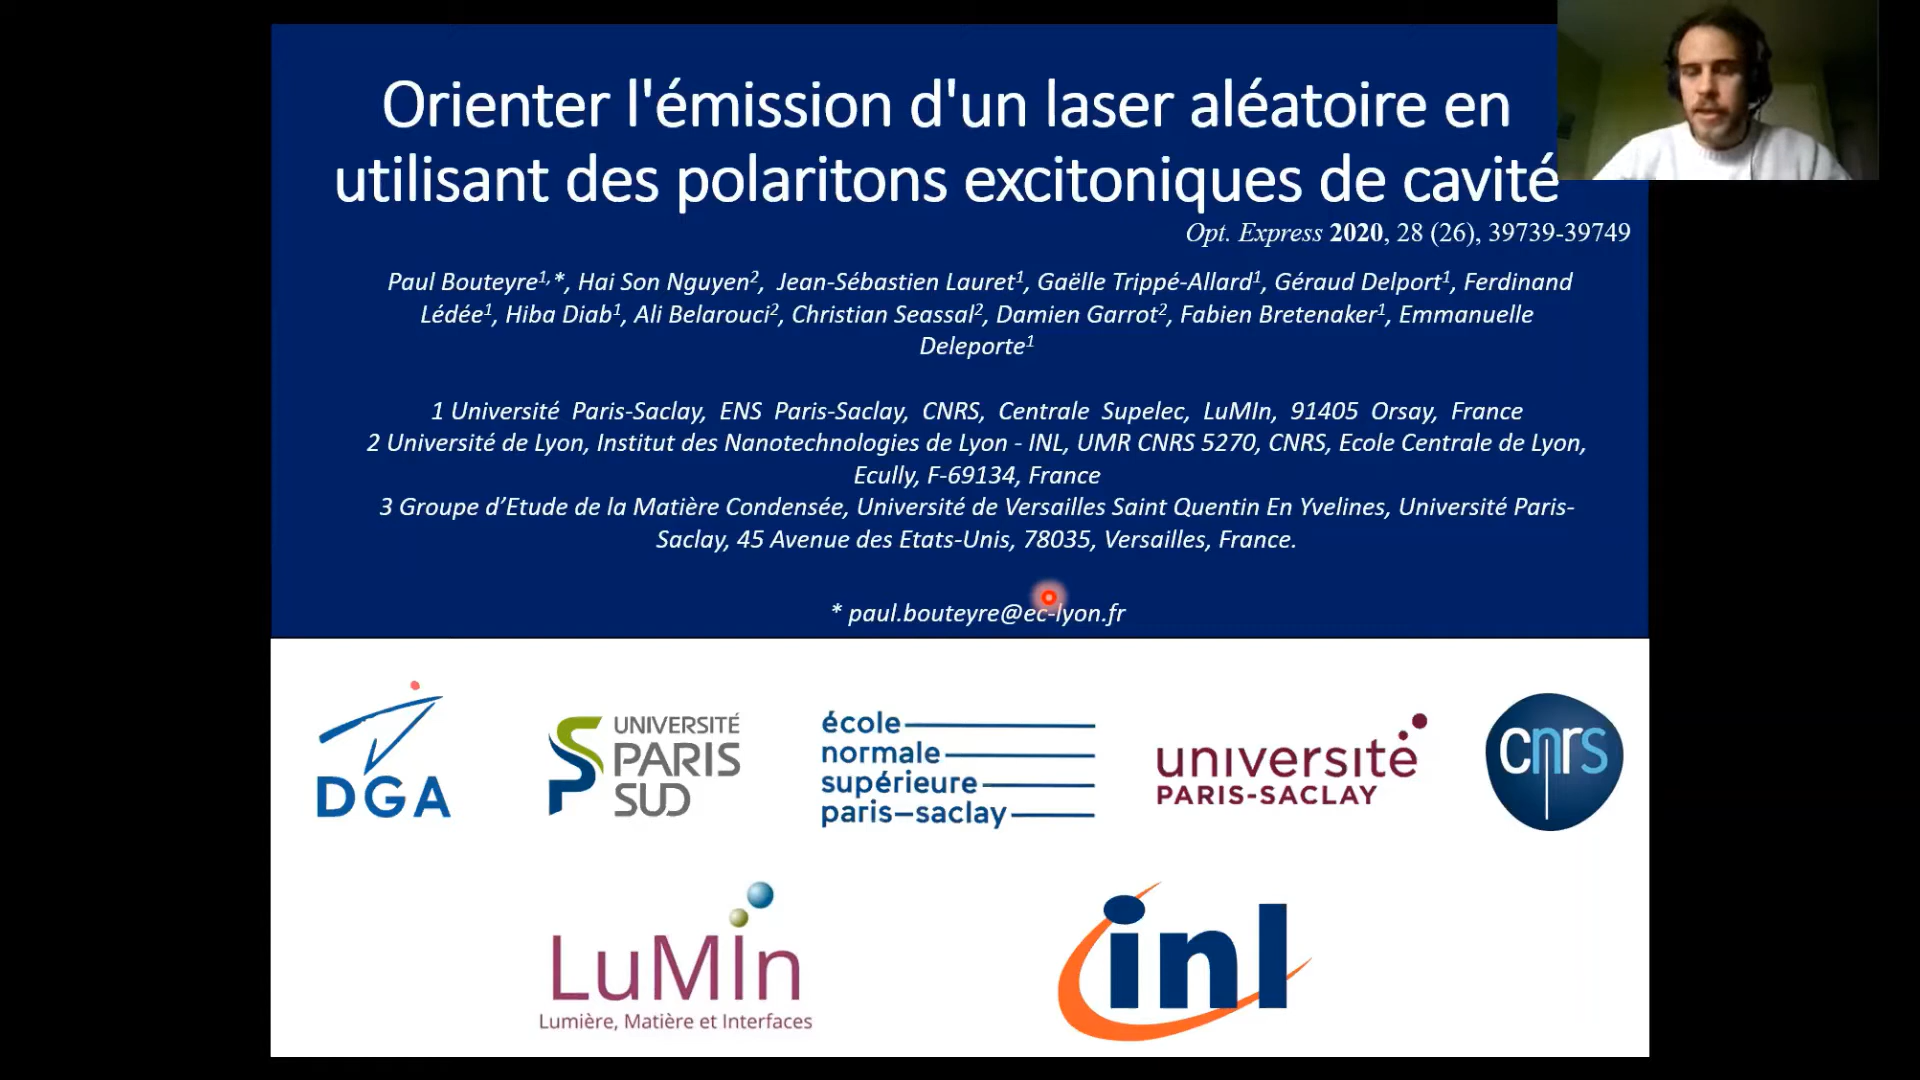 Orienter l'émission d'un laser aléatoire en
utilisant des polaritons excitoniques de cavité
Opt. Express 2020, 28 (26), 39739-39749
Paul Bouteyre1,*, Hai Son Nguyen2, Jean-Sébastien Lauret1, Gaëlle Trippé-Allard1, Géraud Delport1, Ferdinand
Lédée1, Hiba Diab1, Ali Belarouci2, Christian Seassal2, Damien Garrot2, Fabien Bretenaker1, Emmanuelle
Deleporte1
1 Université Paris-Saclay, ENS Paris-Saclay, CNRS, Centrale Supelec, LuMIn, 91405 Orsay, France
2 Université de Lyon, Institut des Nanotechnologies de Lyon - INL, UMR CNRS 5270, CNRS, Ecole Centrale de Lyon,
Ecully, F-69134, France
3 Groupe d’Etude de la Matière Condensée, Université de Versailles Saint Quentin En Yvelines, Université Paris-
Saclay, 45 Avenue des Etats-Unis, 78035, Versailles, France.
* paul.bouteyre@ec-lyon.fr
DGA
UNIVERSITÉ
PARIS
SUD
école
normale
supérieure
paris–saclay
université
PARIS-SACLAY
cnrs
LuMIn
Lumière, Matière et Interfaces
inl